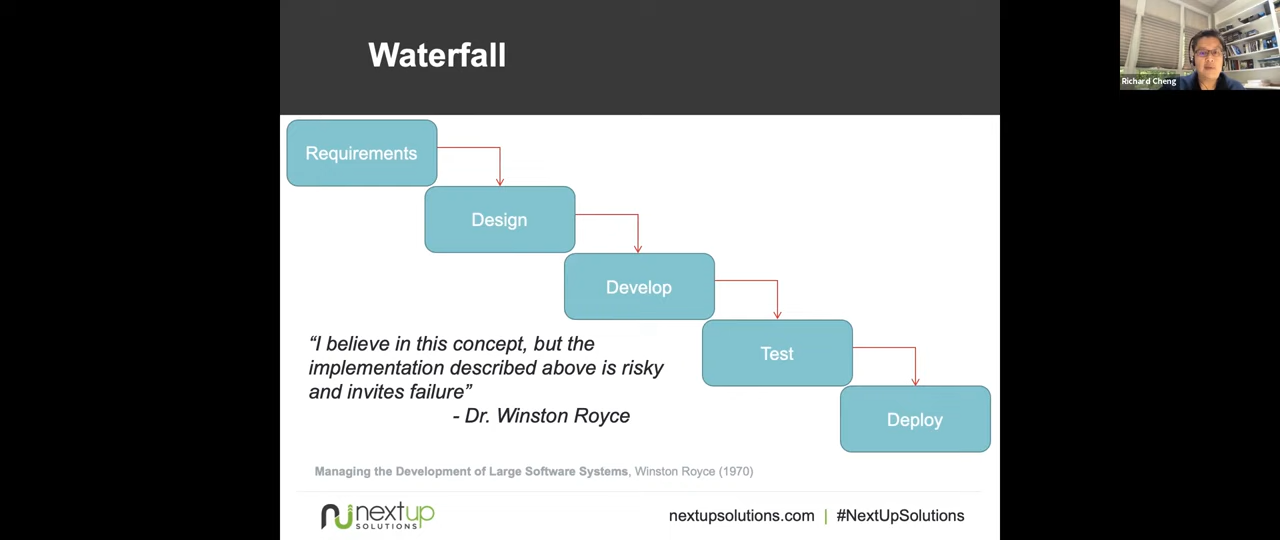 Waterfall
Richard Cheng
Requirements
Design
Develop
Test
Deploy
“I believe in this concept, but the
implementation described above is risky
and invites failure”
- Dr. Winston Royce
Managing the Development of Large Software Systems, Winston Royce (1970)
nextup
SOLUTIONS
nextupsolutions.com | #NextUpSolutions